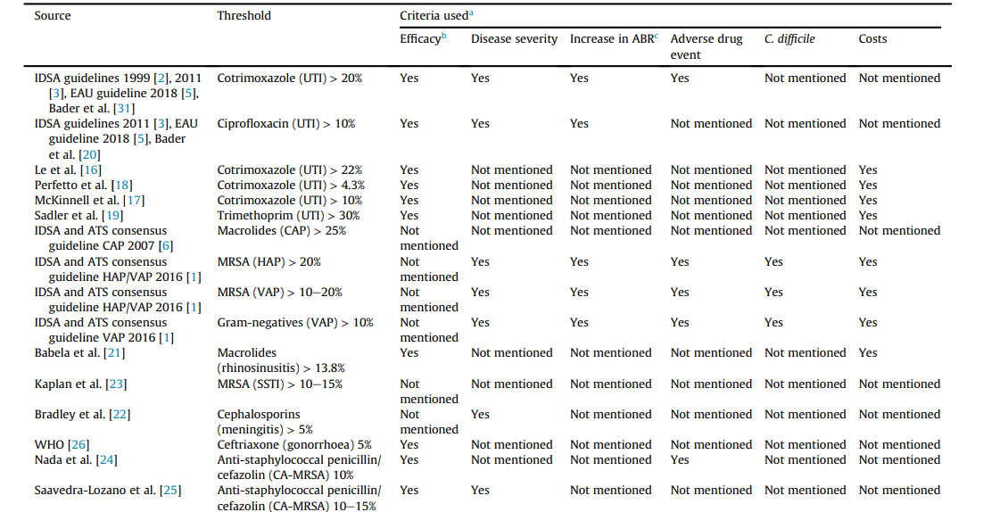 Source Threshold Criteria usedᵃ
Efficacyᵇ Disease severity Increase in ABRᶜ Adverse drug C. difficile Costs
event
IDSA guidelines 1999 [2], 2011 Cotrimoxazole (UTI) > 20% Yes Yes Yes Yes Not mentioned Not mentioned
[3], EAU guideline 2018 [5],
Bader et al. [31]
IDSA guidelines 2011 [3], EAU Ciprofloxacin (UTI) > 10% Yes Yes Yes Not mentioned Not mentioned Not mentioned
guideline 2018 [5], Bader
et al. [20]
Le et al. [16] Cotrimoxazole (UTI) > 22% Yes Not mentioned Not mentioned Not mentioned Not mentioned Yes
Perfetto et al. [18] Cotrimoxazole (UTI) > 4.3% Yes Not mentioned Not mentioned Not mentioned Not mentioned Yes
McKinnell et al. [17] Cotrimoxazole (UTI) > 10% Yes Not mentioned Not mentioned Not mentioned Not mentioned Yes
Sadler et al. [19] Trimethoprim (UTI) > 30% Yes Not mentioned Not mentioned Not mentioned Not mentioned Yes
IDSA and ATS consensus Macrolides (CAP) > 25% Not Not mentioned Not mentioned Not mentioned Not mentioned Not mentioned
guideline CAP 2007 [6] mentioned
IDSA and ATS consensus MRSA (HAP) > 20% Not Yes Yes Yes Yes Yes
guideline HAP/VAP 2016 [1] mentioned
IDSA and ATS consensus MRSA (VAP) > 10–20% Not Yes Yes Yes Yes Yes
guideline HAP/VAP 2016 [1] mentioned
IDSA and ATS consensus Gram-negatives (VAP) > 10% Not Yes Yes Yes Yes Yes
guideline VAP 2016 [1] mentioned
Babela et al. [21] Macrolides Yes Not mentioned Not mentioned Not mentioned Not mentioned Yes
(rhinosinusitis) > 13.8%
Kaplan et al. [23] MRSA (SSTI) > 10–15% Not Not mentioned Not mentioned Not mentioned Not mentioned Not mentioned
mentioned
Bradley et al. [22] Cephalosporins Not Yes Not mentioned Not mentioned Not mentioned Not mentioned
(meningitis) > 5% mentioned
WHO [26] Ceftriaxone (gonorrhoea) 5% Yes Not mentioned Not mentioned Not mentioned Not mentioned Not mentioned
Nada et al. [24] Anti-staphylococcal penicillin/ Yes Not mentioned Not mentioned Yes Not mentioned Not mentioned
cefazolin (CA-MRSA) 10%
Saavedra-Lozano et al. [25] Anti-staphylococcal penicillin/ Yes Yes Not mentioned Not mentioned Not mentioned Not mentioned
cefazolin (CA-MRSA) 10–15%